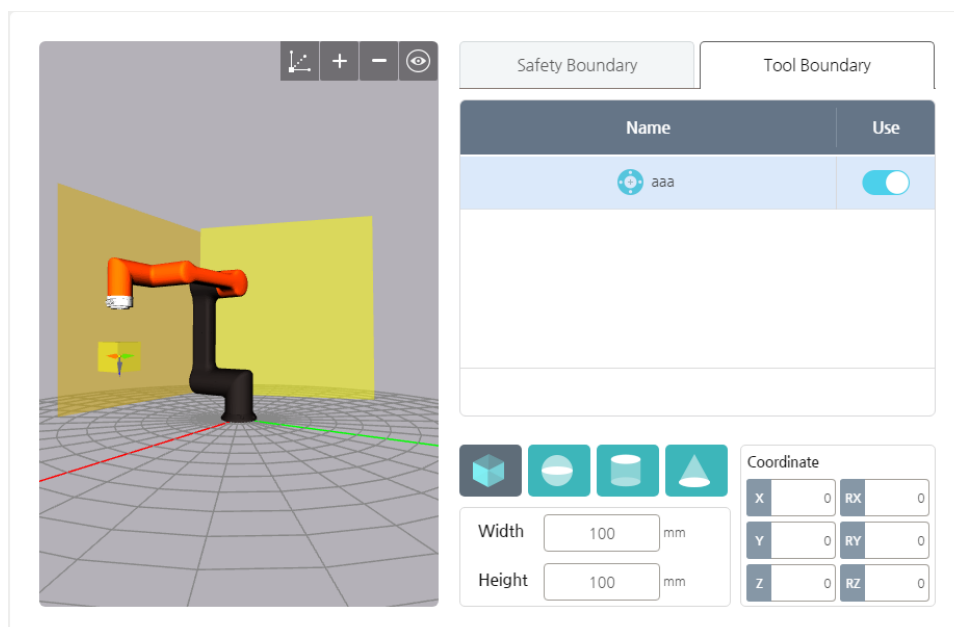 Safety Boundary
Tool Boundary
Name
Use
aaa
Coordinate
X 0 RX 0
Width 100 mm
Y 0 RY 0
Height 100 mm
Z 0 RZ 0